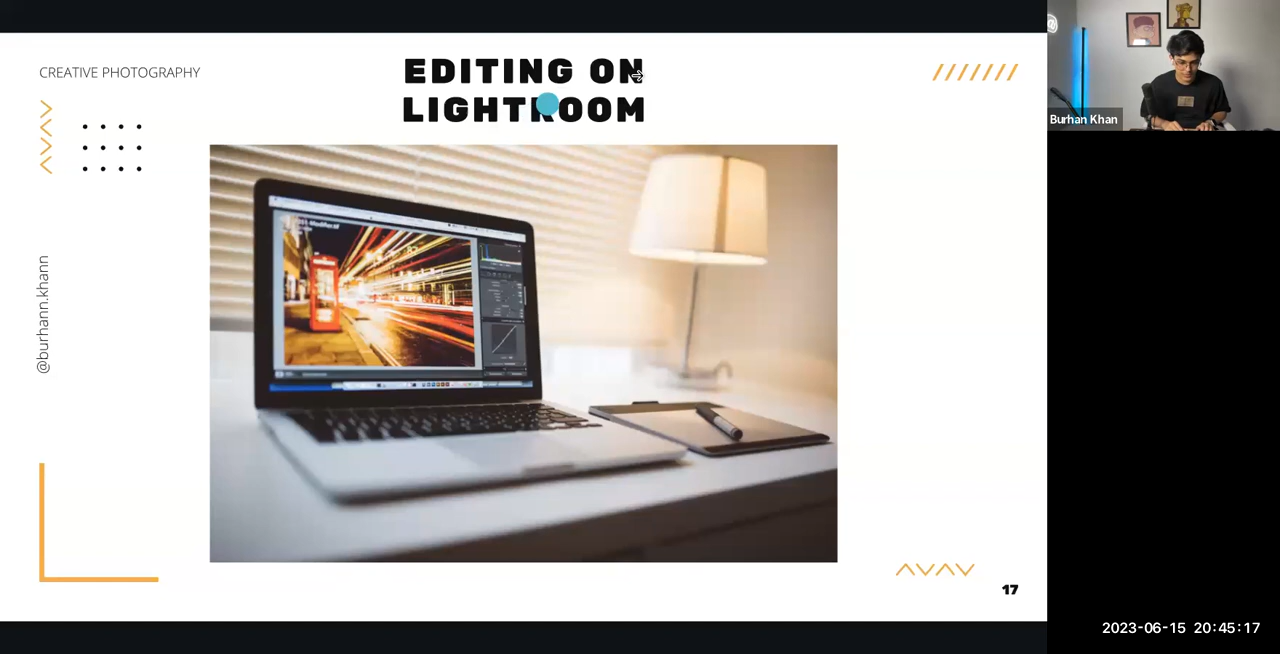 CREATIVE PHOTOGRAPHY
EDITING ON
LIGHTROOM
@burhann.khann
17
Burhan Khan
2023-06-15 20:45:17